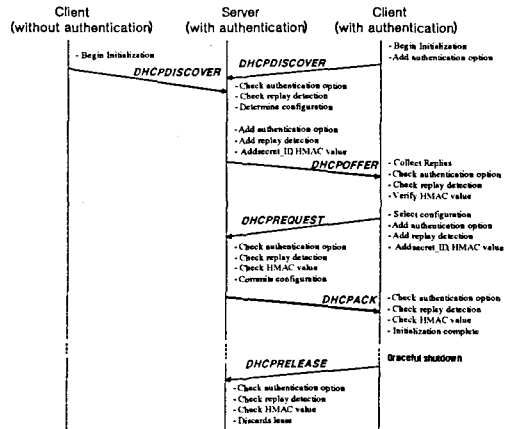 Client
(without authentication)
Server
(with authentication)
Client
(with authentication)
- Begin Initialization
DHCPDISCOVER
- Begin Initialization
- Add authentication option
DHCPDISCOVER
- Check authentication option
- Check replay detection
- Determine configuration
- Add authentication option
- Add replay detection
- Addsecret_ID, HMAC value
DHCPOFFER
- Collect Replies
- Check authentication option
- Check replay detection
- Verify HMAC value
- Select configuration
- Add authentication option
- Add replay detection
- Addsecret_ID, HMAC value
DHCPREQUEST
- Check authentication option
- Check replay detection
- Check HMAC value
- Commits configuration
DHCPACK
- Check authentication option
- Check replay detection
- Check HMAC value
- Initialization complete
Graceful shutdown
DHCPRELEASE
- Check authentication option
- Check replay detection
- Check HMAC value
- Discards lease